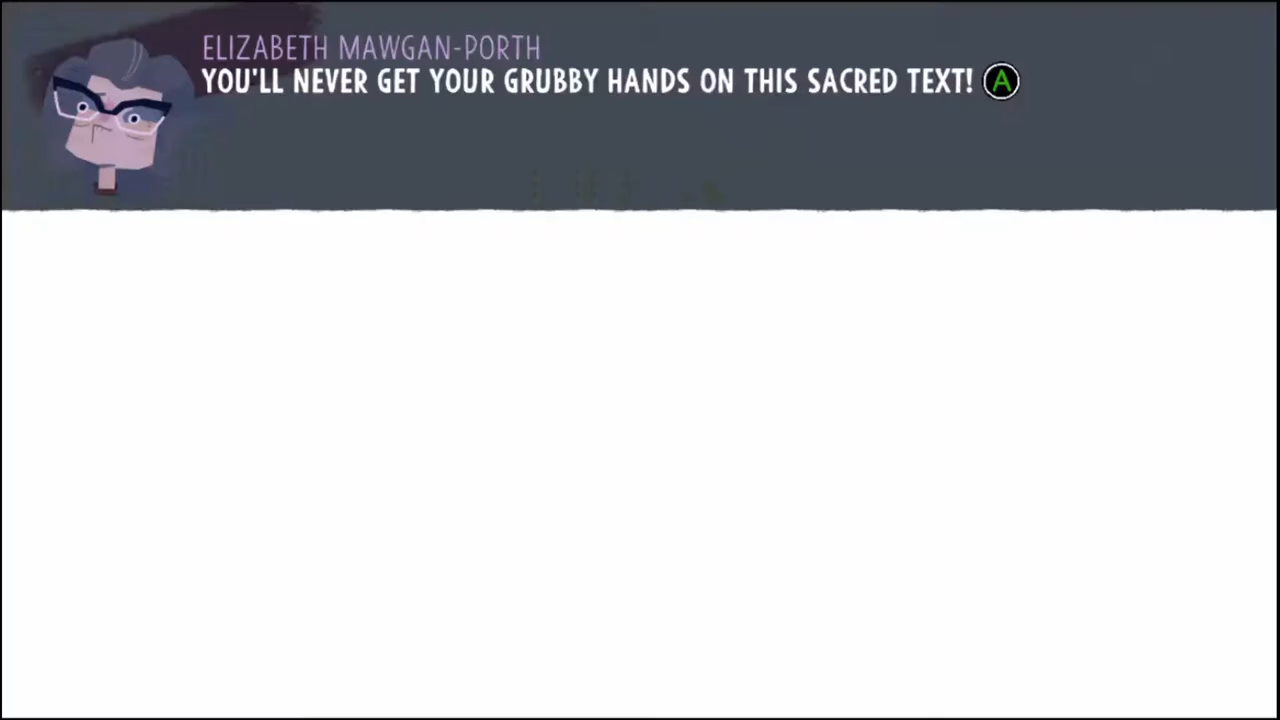 ELIZABETH MAWGAN-PORTH
YOU'LL NEVER GET YOUR GRUBBY HANDS ON THIS SACRED TEXT! A